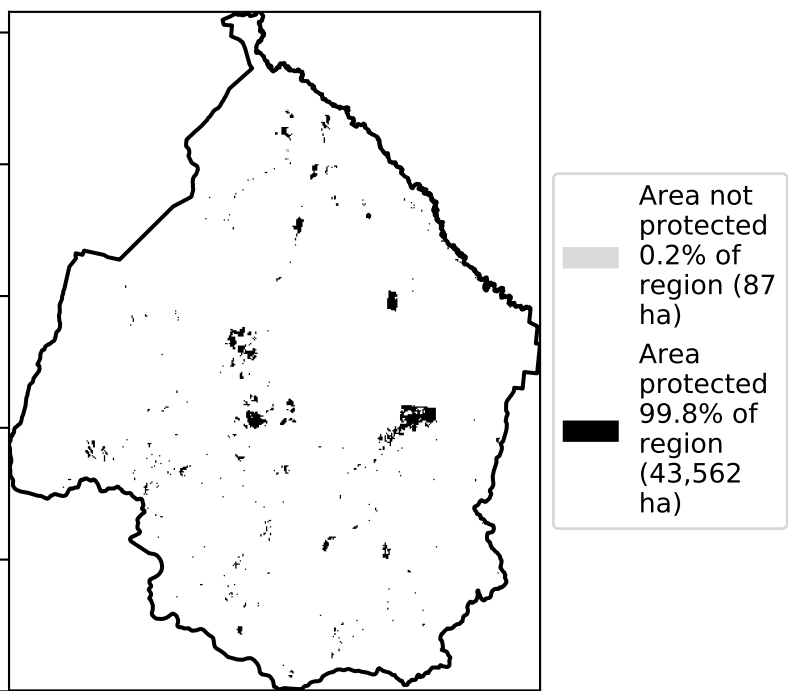 Area not
protected
0.2% of
region (87
ha)
Area
protected
99.8% of
region
(43,562
ha)